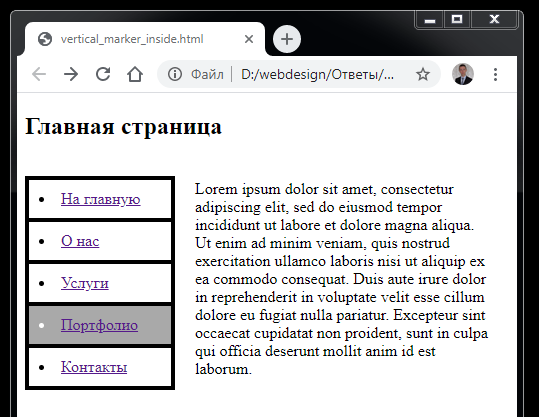 vertical_marker_inside.html
Файл
D:/webdesign/Ответы/...
Главная страница
На главную
О нас
Услуги
Портфолио
Контакты
Lorem ipsum dolor sit amet, consectetur
adipiscing elit, sed do eiusmod tempor
incididunt ut labore et dolore magna aliqua.
Ut enim ad minim veniam, quis nostrud
exercitation ullamco laboris nisi ut aliquip ex
ea commodo consequat. Duis aute irure dolor
in reprehenderit in voluptate velit esse cillum
dolore eu fugiat nulla pariatur. Excepteur sint
occaecat cupidatat non proident, sunt in culpa
qui officia deserunt mollit anim id est
laborum.